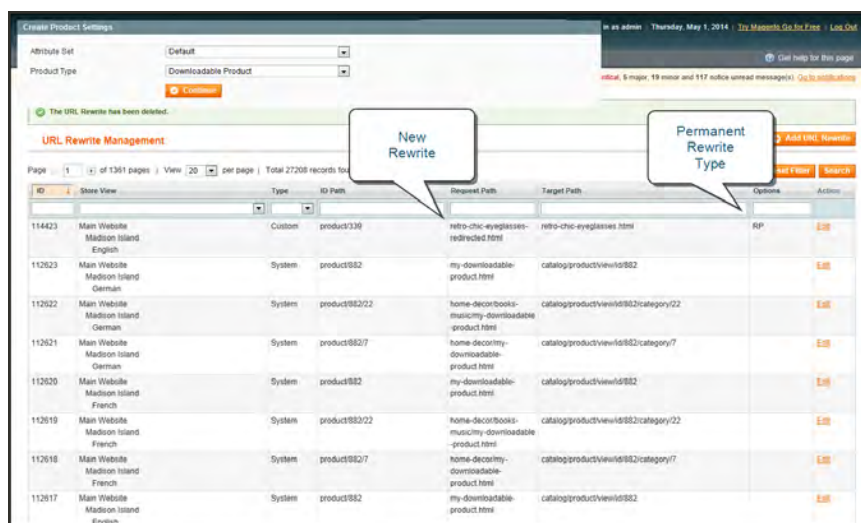 Create Product Settings
in as admin | Thursday, May 1, 2014 | Try Magento Go for Free | Log Out
Attribute Set Default
Get help for this page
Product Type Downloadable Product
critical, 5 major, 19 minor and 117 notice unread message(s). Go to notifications
Continue
The URL Rewrite has been deleted.
New
Rewrite
Permanent
Rewrite
Type
URL Rewrite Management
Add URL Rewrite
Page 1 of 1361 pages | View 20 per page | Total 27208 records fou
Filter Search
ID Store View Type ID Path Request Path Target Path Options Action
114423 Main Website Custom product/339 retro-chic-eyeglasses- retro-chic-eyeglasses.html RP Edit
Madison Island redirected.html
English
112623 Main Website System product/882 my-downloadable- catalog/product/view/id/882 Edit
Madison Island product.html
German
112622 Main Website System product/882/22 home-decor/books- catalog/product/view/id/882/category/22 Edit
Madison Island music/my-downloadable
German -product.html
112621 Main Website System product/882/7 home-decor/my- catalog/product/view/id/882/category/7 Edit
Madison Island downloadable-
German product.html
112620 Main Website System product/882 my-downloadable- catalog/product/view/id/882 Edit
Madison Island product.html
French
112619 Main Website System product/882/22 home-decor/books- catalog/product/view/id/882/category/22 Edit
Madison Island music/my-downloadable
French -product.html
112618 Main Website System product/882/7 home-decor/my- catalog/product/view/id/882/category/7 Edit
Madison Island downloadable-
French product.html
112617 Main Website System product/882 my-downloadable- catalog/product/view/id/882 Edit
Madison Island product.html
English